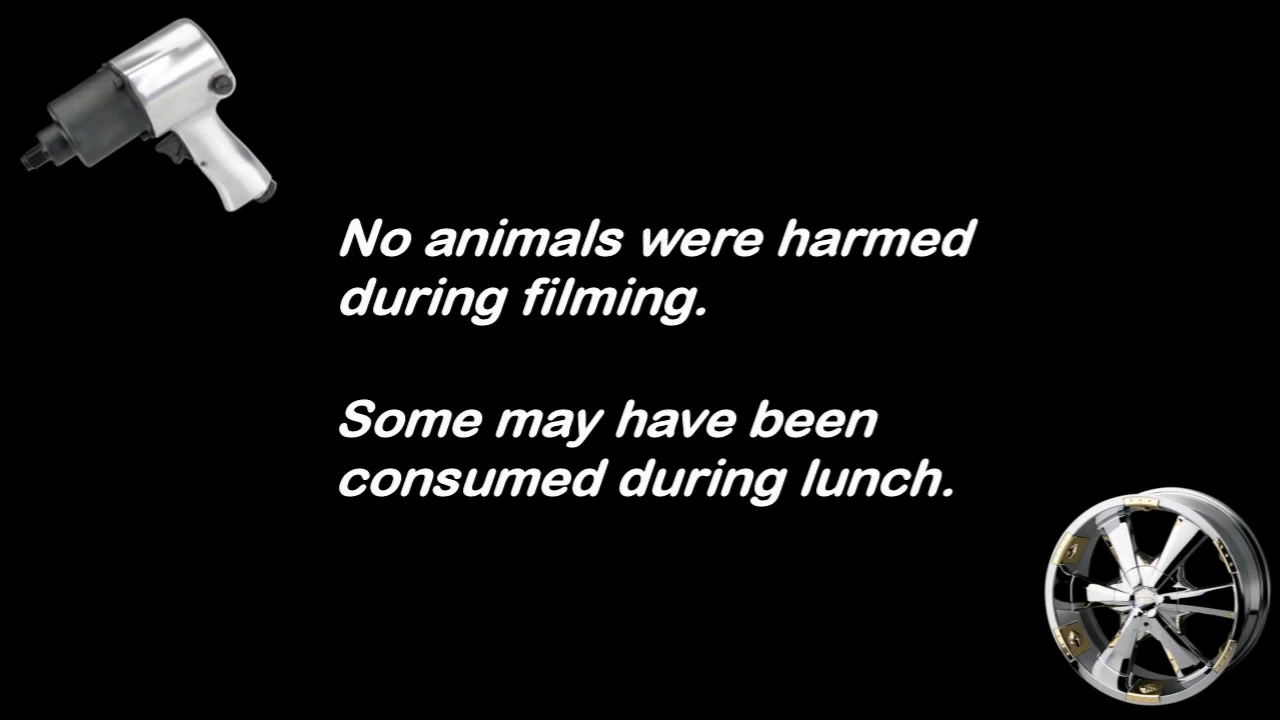 No animals were harmed
during filming.
Some may have been
consumed during lunch.